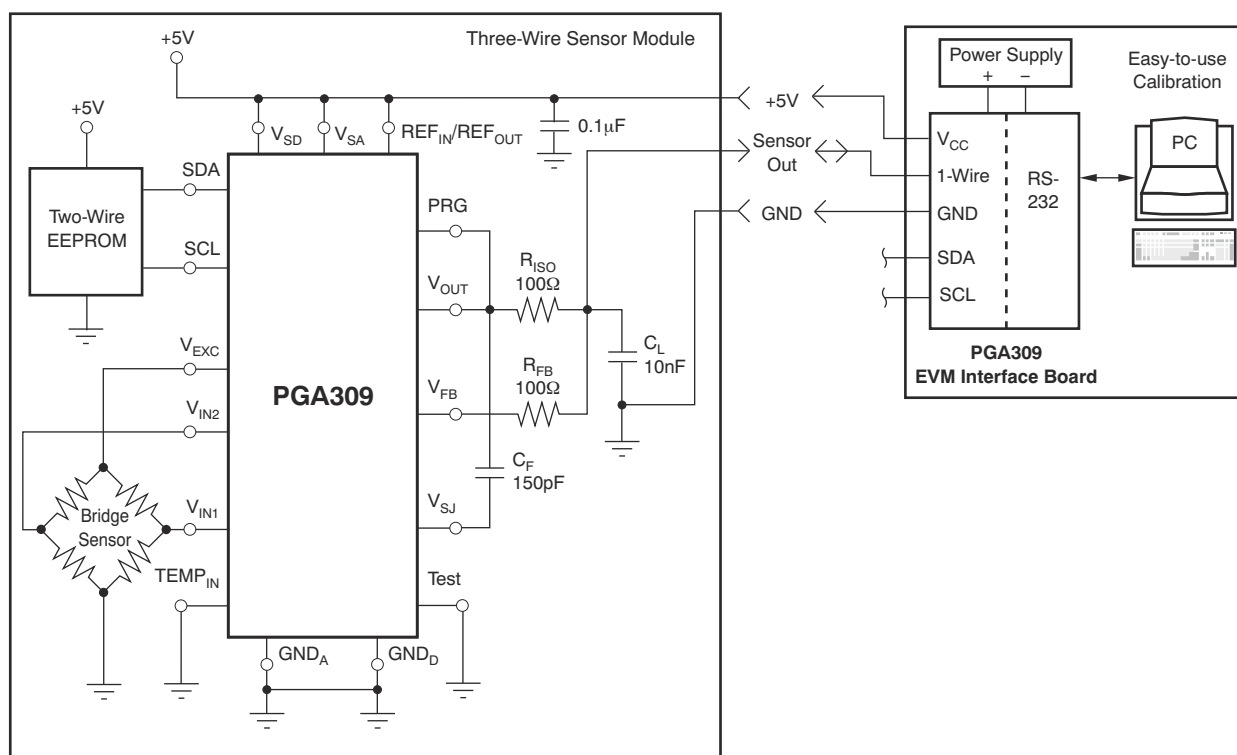 Three-Wire Sensor Module
+5V
+5V
V_SD
V_SA
REF_IN/REF_OUT
0.1μF
SDA
SCL
Two-Wire
EEPROM
V_EXC
V_IN2
V_IN1
Bridge
Sensor
TEMP_IN
PGA309
PRG
V_OUT
V_FB
V_SJ
Test
GND_A
GND_D
R_ISO
100Ω
R_FB
100Ω
C_L
10nF
C_F
150pF
+5V
Sensor
Out
GND
Power Supply
+ −
Easy-to-use
Calibration
V_CC
1-Wire
GND
SDA
SCL
RS-
232
PC
PGA309
EVM Interface Board